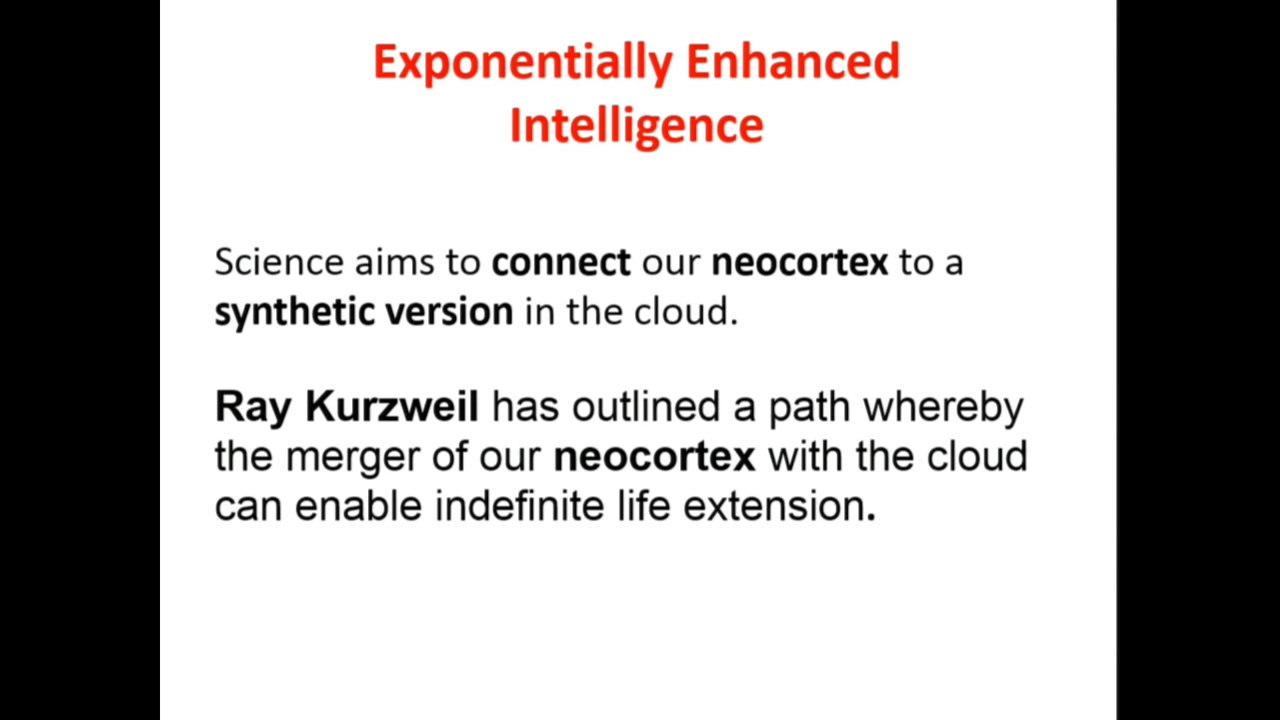 Exponentially Enhanced
Intelligence
Science aims to connect our neocortex to a
synthetic version in the cloud.
Ray Kurzweil has outlined a path whereby
the merger of our neocortex with the cloud
can enable indefinite life extension.